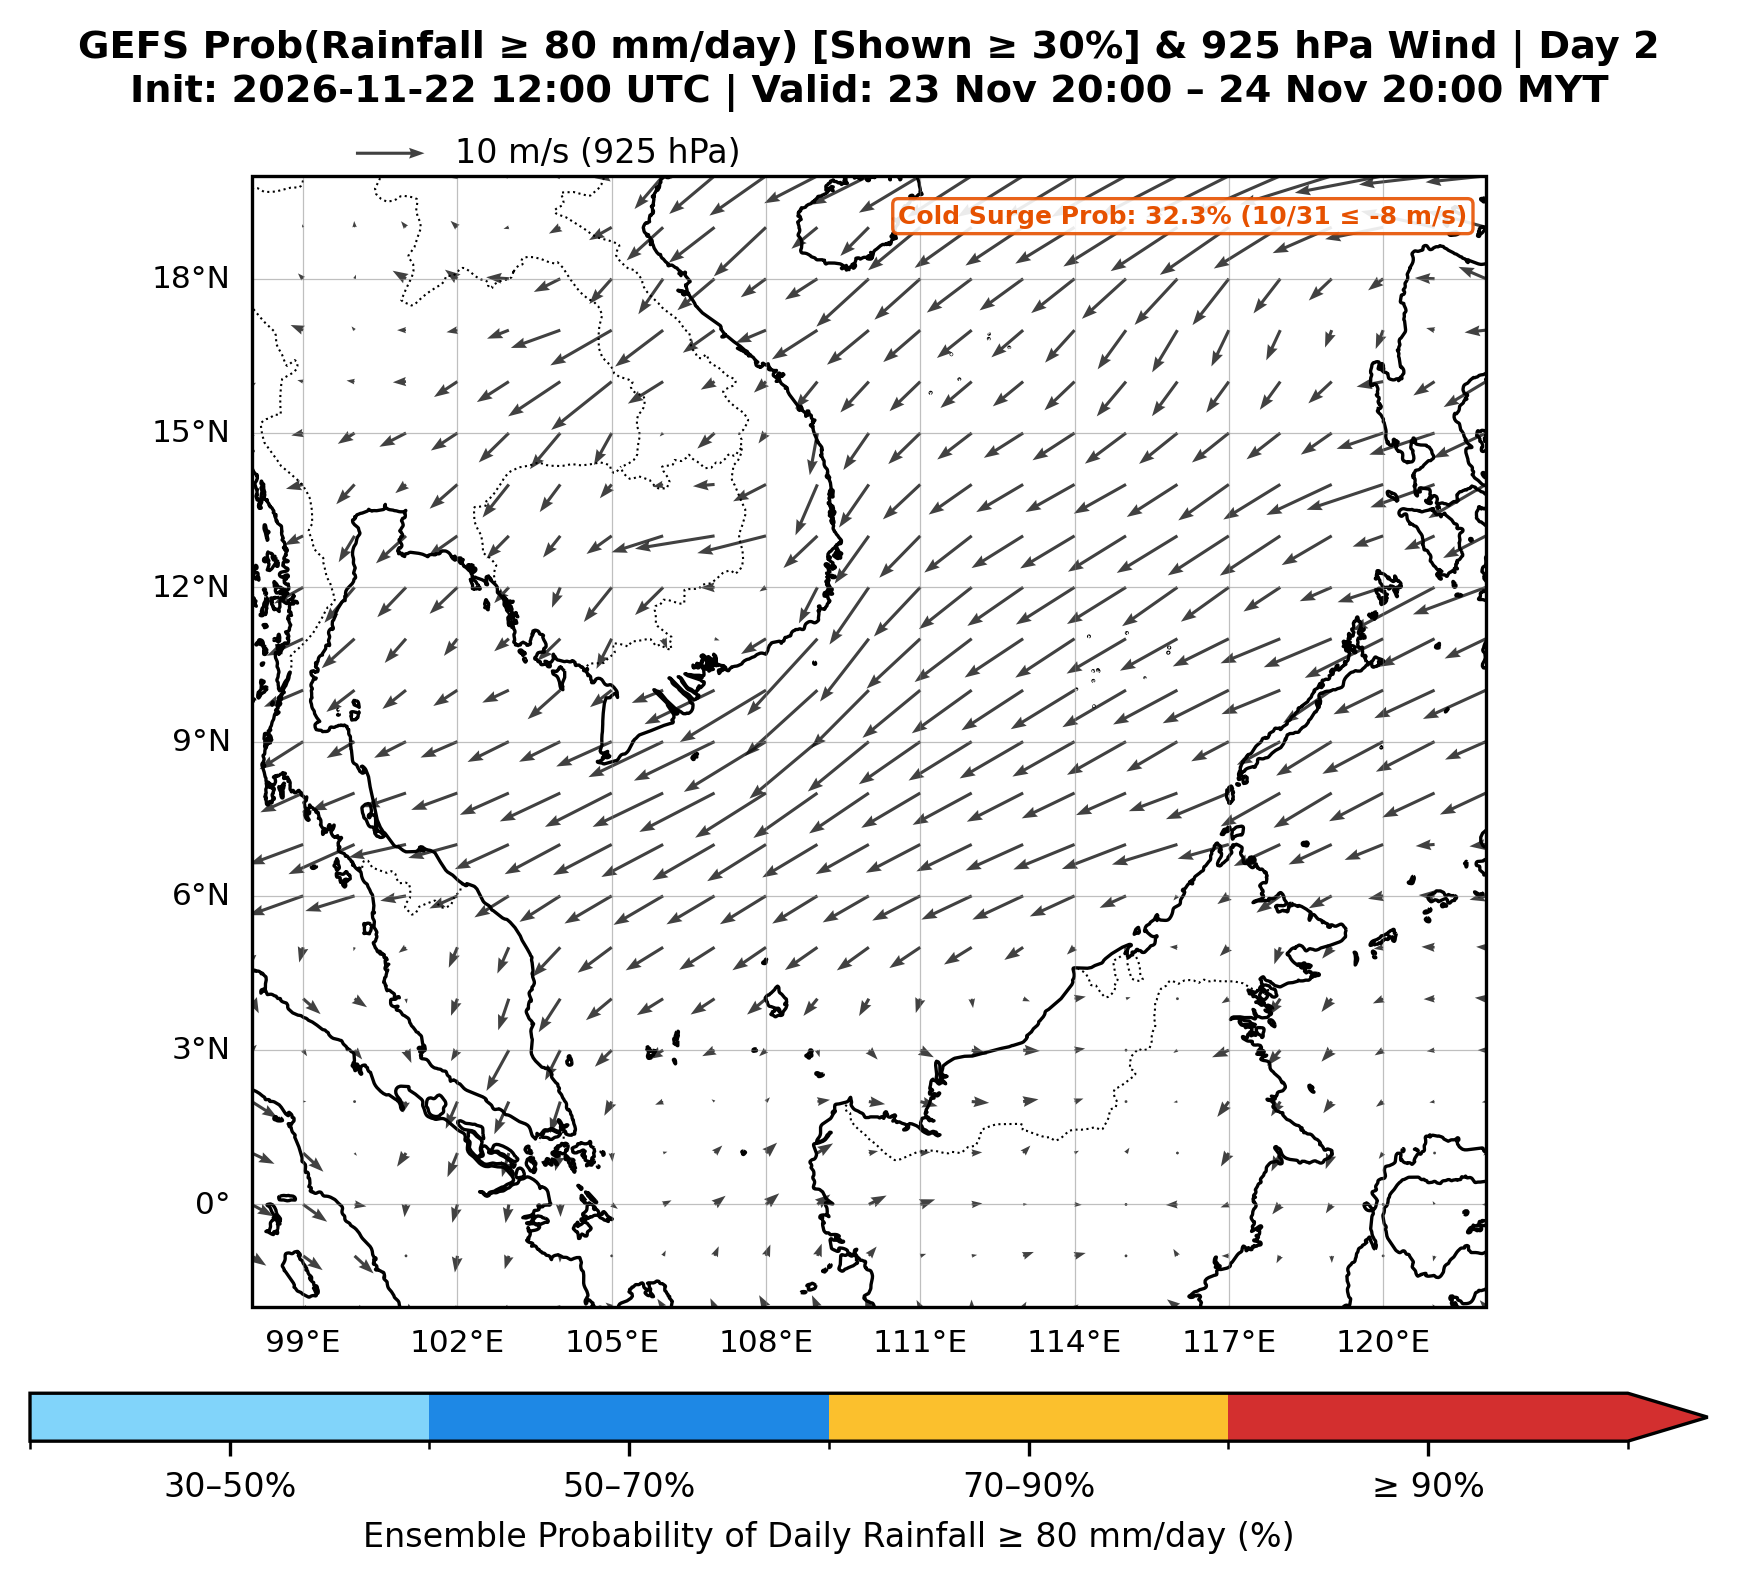 GEFS Prob(Rainfall ≥ 80 mm/day) [Shown ≥ 30%] & 925 hPa Wind | Day 2
Init: 2026-11-22 12:00 UTC | Valid: 23 Nov 20:00 – 24 Nov 20:00 MYT
10 m/s (925 hPa)
Cold Surge Prob: 32.3% (10/31 ≤ -8 m/s)
18°N
15°N
12°N
9°N
6°N
3°N
0°
99°E 102°E 105°E 108°E 111°E 114°E 117°E 120°E
30–50% 50–70% 70–90% ≥ 90%
Ensemble Probability of Daily Rainfall ≥ 80 mm/day (%)